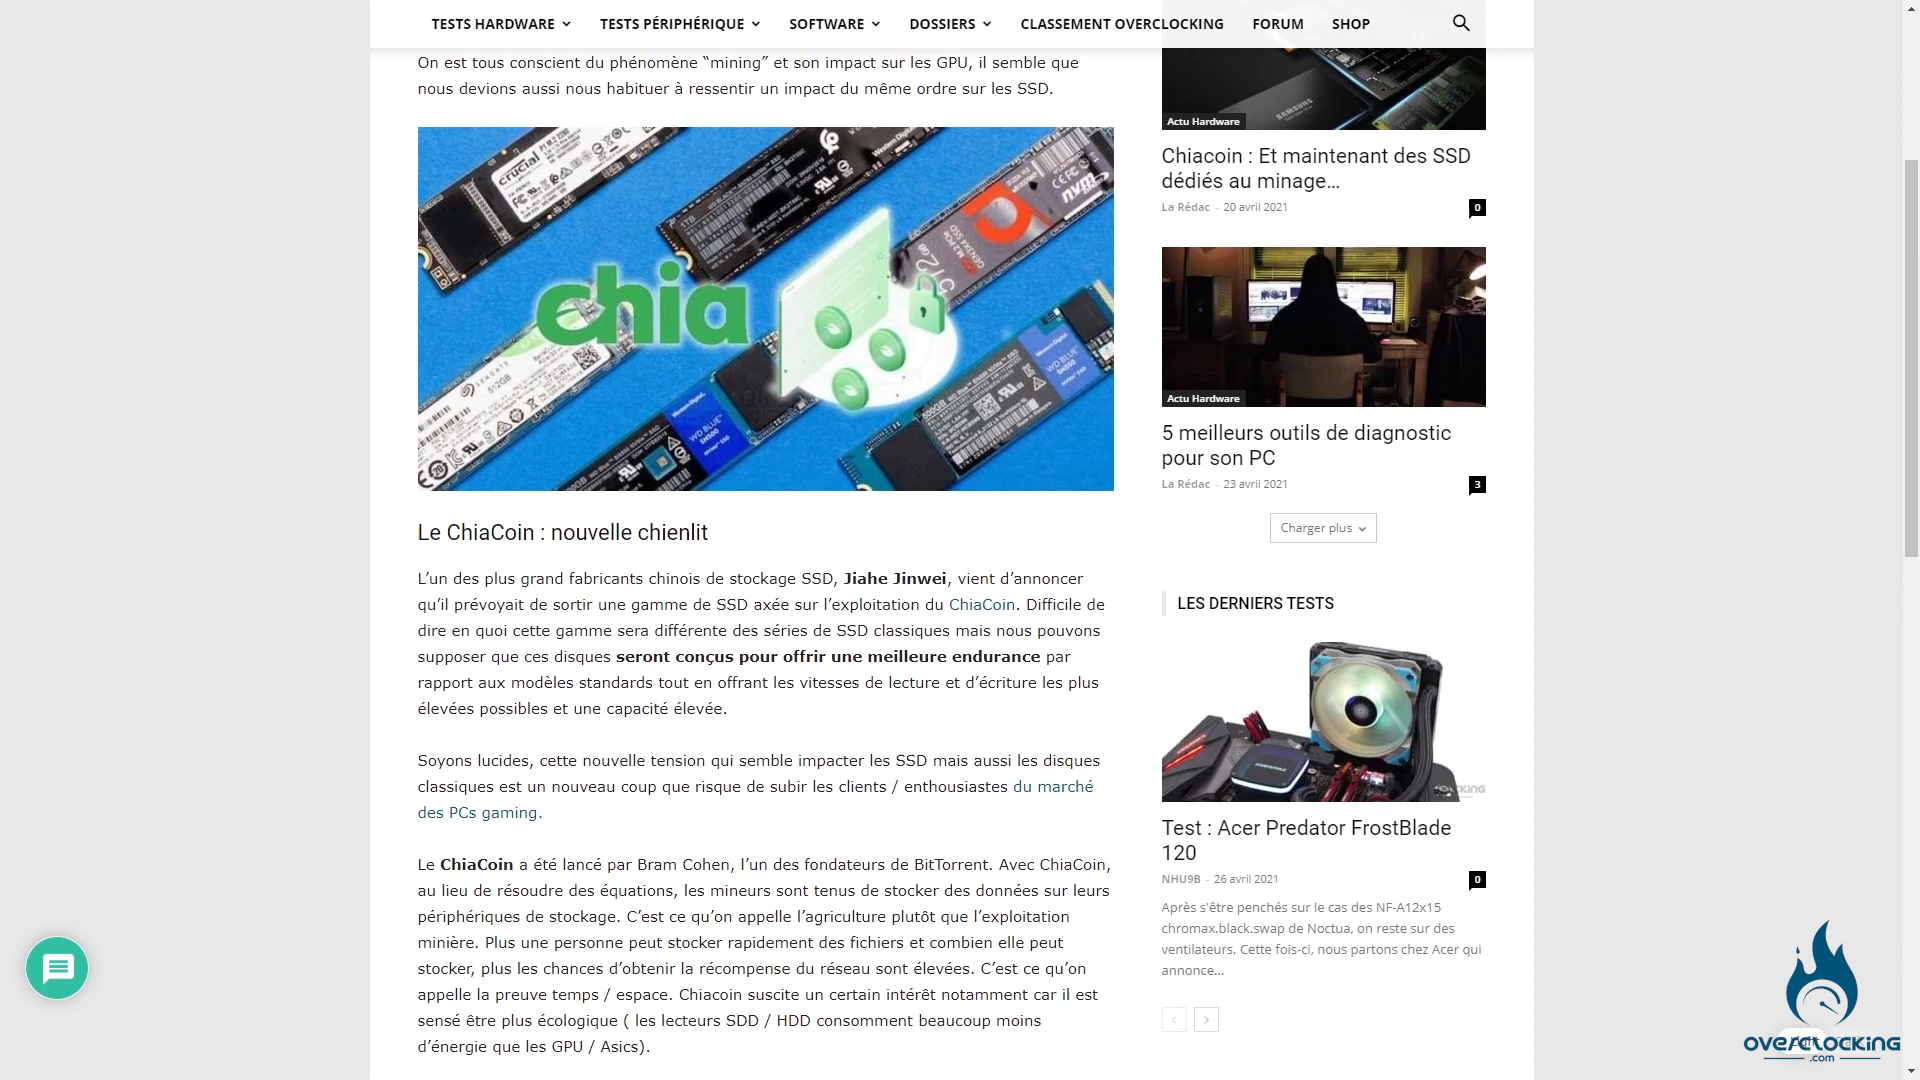 TESTS HARDWARE
TESTS PÉRIPHÉRIQUE
SOFTWARE
DOSSIERS
CLASSEMENT OVERCLOCKING
FORUM
SHOP
On est tous conscient du phénomène “mining” et son impact sur les GPU, il semble que
nous devions aussi nous habituer à ressentir un impact du même ordre sur les SSD.
crucial
Western Digital
1TB
nvm
512GB
chia
SEAGATE
512GB
WD BLUE
SN550
500GB
WD BLUE
SN550
Le ChiaCoin : nouvelle chienlit
L’un des plus grand fabricants chinois de stockage SSD, Jiahe Jinwei, vient d’annoncer
qu’il prévoyait de sortir une gamme de SSD axée sur l’exploitation du ChiaCoin. Difficile de
dire en quoi cette gamme sera différente des séries de SSD classiques mais nous pouvons
supposer que ces disques seront conçus pour offrir une meilleure endurance par
rapport aux modèles standards tout en offrant les vitesses de lecture et d’écriture les plus
élevées possibles et une capacité élevée.
Soyons lucides, cette nouvelle tension qui semble impacter les SSD mais aussi les disques
classiques est un nouveau coup que risque de subir les clients / enthousiastes du marché
des PCs gaming.
Le ChiaCoin a été lancé par Bram Cohen, l’un des fondateurs de BitTorrent. Avec ChiaCoin,
au lieu de résoudre des équations, les mineurs sont tenus de stocker des données sur leurs
périphériques de stockage. C’est ce qu’on appelle l’agriculture plutôt que l’exploitation
minière. Plus une personne peut stocker rapidement des fichiers et combien elle peut
stocker, plus les chances d’obtenir la récompense du réseau sont élevées. C’est ce qu’on
appelle la preuve temps / espace. Chiacoin suscite un certain intérêt notamment car il est
sensé être plus écologique ( les lecteurs SDD / HDD consomment beaucoup moins
d’énergie que les GPU / Asics).
SAMSUNG
Actu Hardware
Chiacoin : Et maintenant des SSD
dédiés au minage…
La Rédac - 20 avril 2021
0
Actu Hardware
5 meilleurs outils de diagnostic
pour son PC
La Rédac - 23 avril 2021
3
Charger plus
LES DERNIERS TESTS
Test : Acer Predator FrostBlade
120
NHU9B - 26 avril 2021
0
Après s'être penchés sur le cas des NF-A12x15
chromax.black.swap de Noctua, on reste sur des
ventilateurs. Cette fois-ci, nous partons chez Acer qui
annonce...
OVERCLOCKING
.com